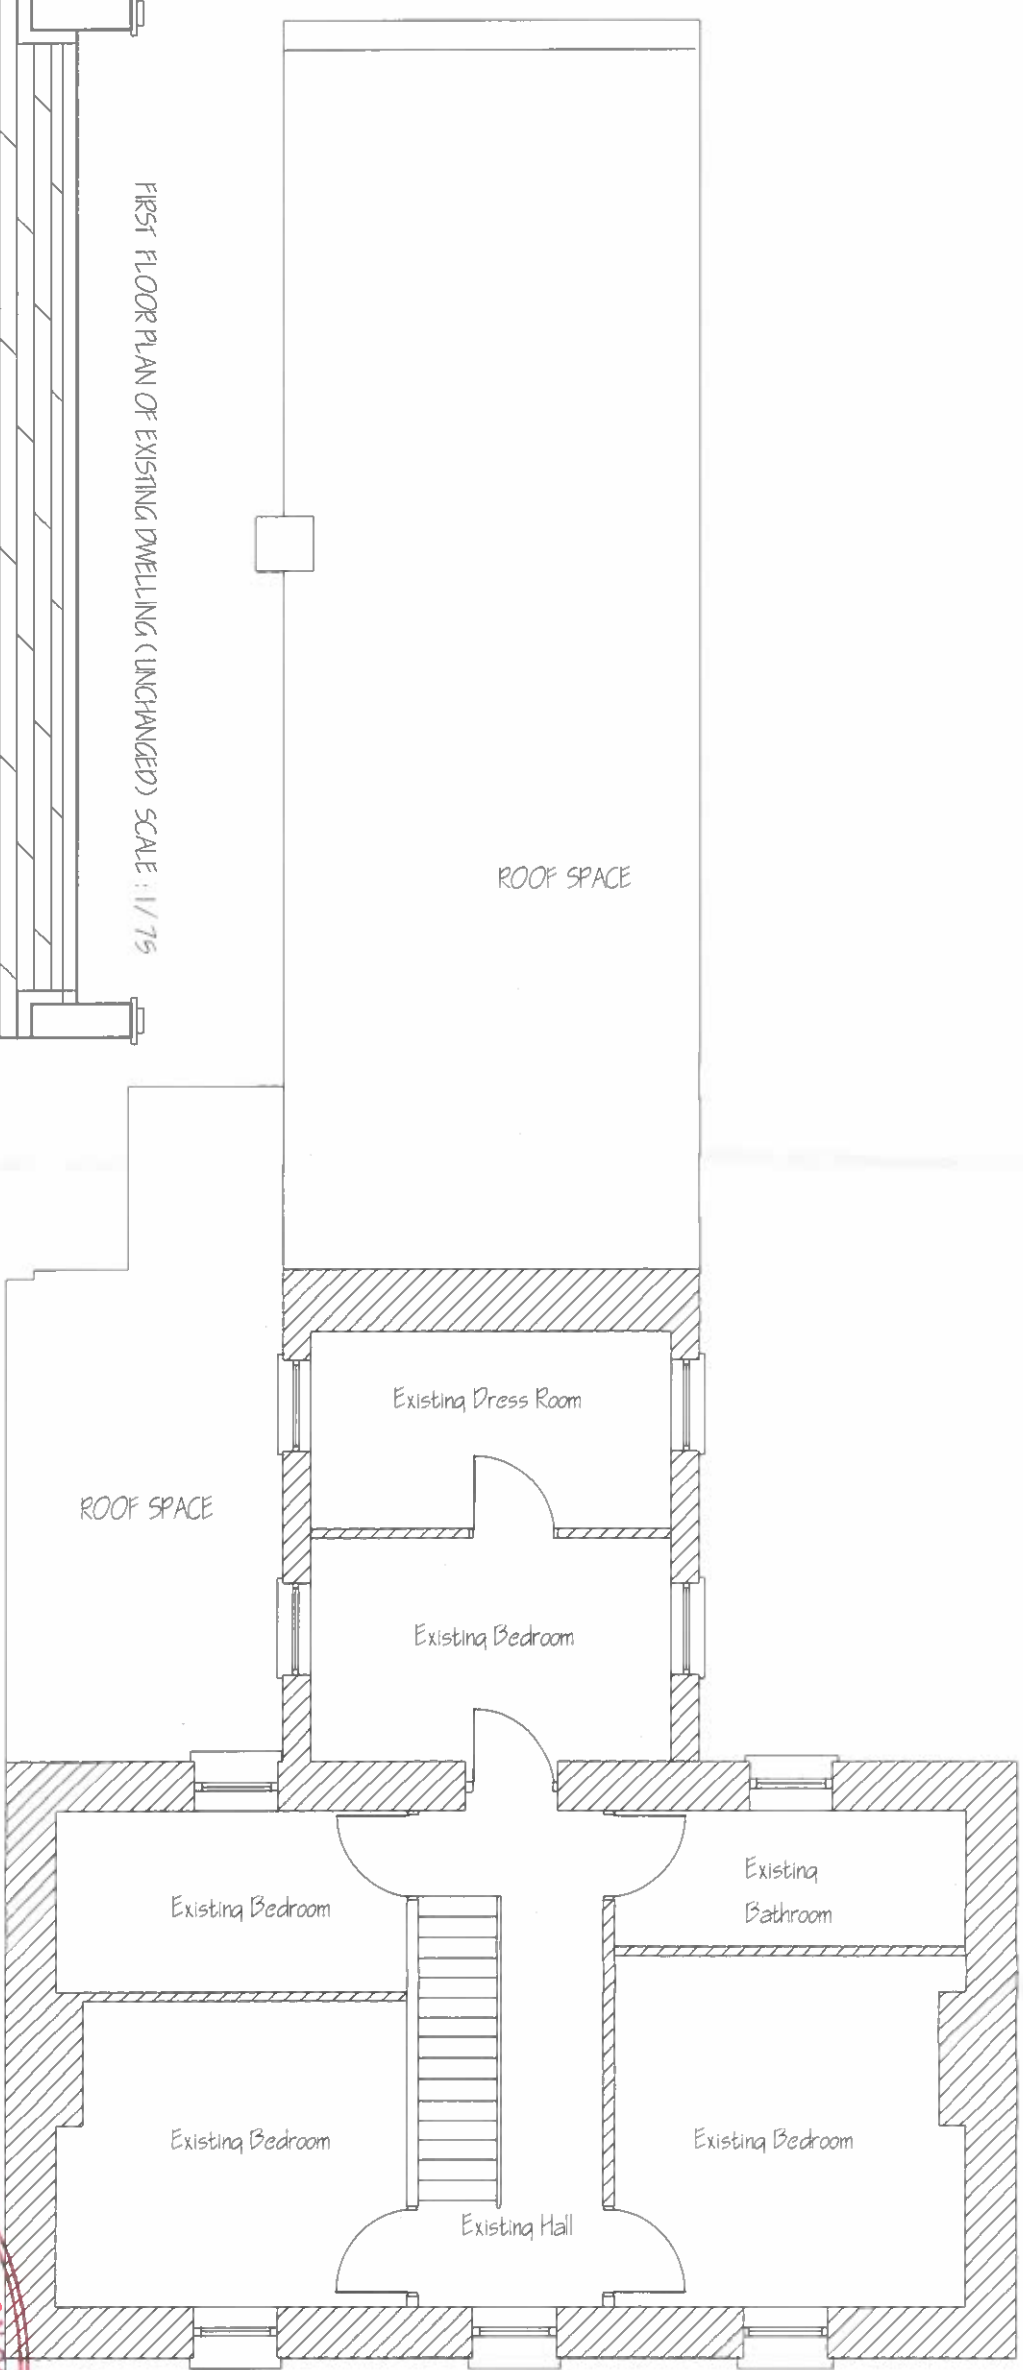 FIRST FLOOR PLAN OF EXISTING DWELLING ( UNCHANGED) SCALE : 1/75
ROOF SPACE
Existing Dress Room
ROOF SPACE
Existing Bedroom
Existing
Bathroom
Existing Bedroom
Existing Bedroom
Existing Bedroom
Existing Hall